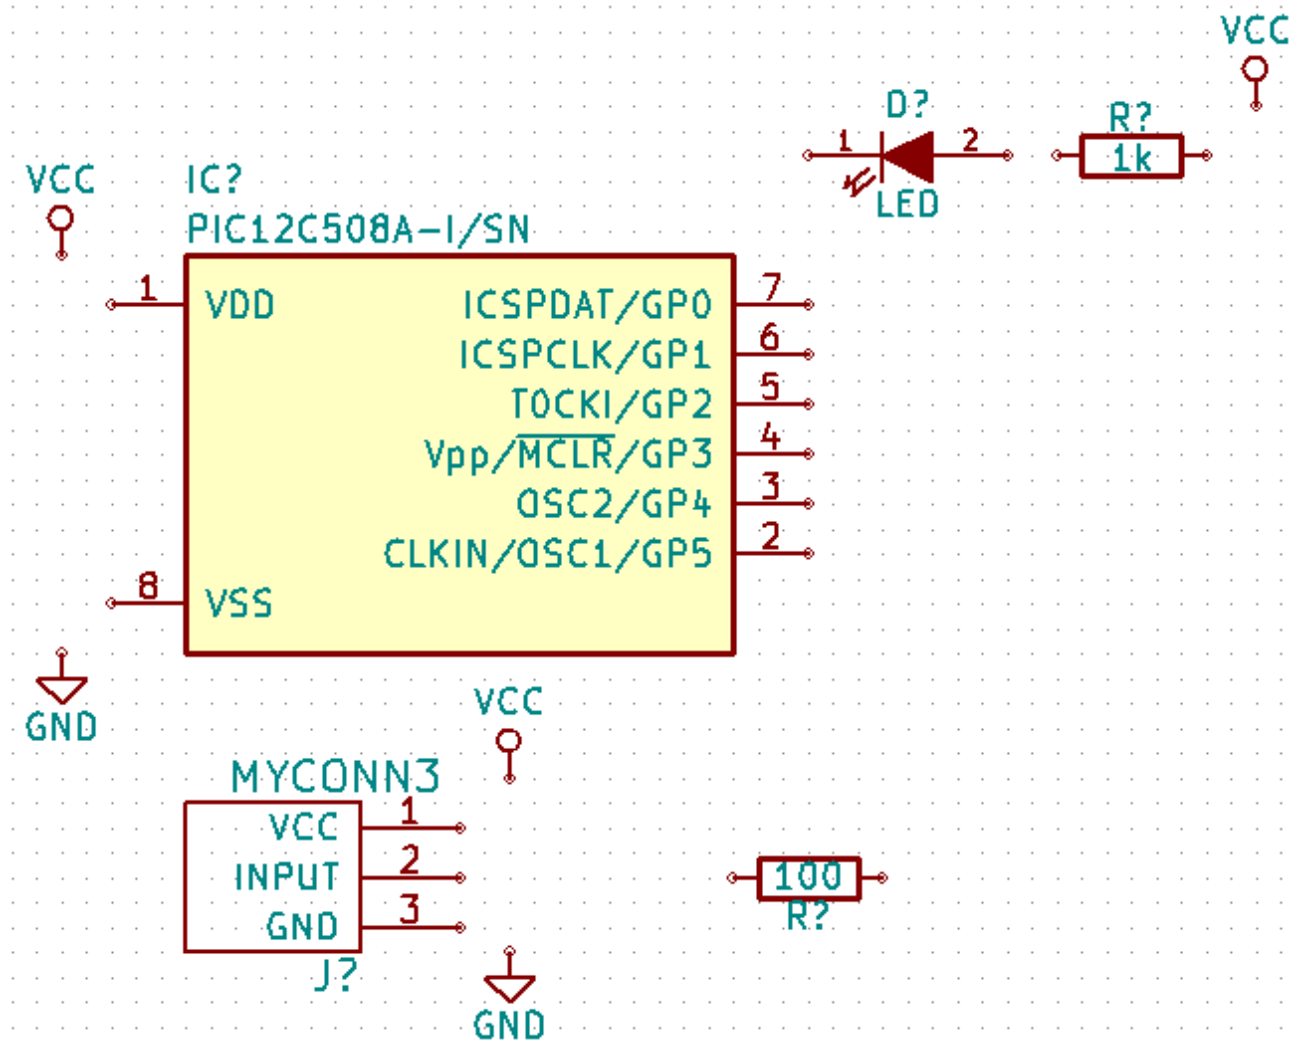 VCC
D?
1 2
LED
R?
1k
VCC
IC?
PIC12C508A-I/SN
1 VDD
ICSPDAT/GP0 7
ICSPCLK/GP1 6
T0CKI/GP2 5
Vpp/MCLR/GP3 4
OSC2/GP4 3
CLKIN/OSC1/GP5 2
8 VSS
GND
VCC
MYCONN3
VCC 1
INPUT 2
GND 3
J?
100
R?
GND